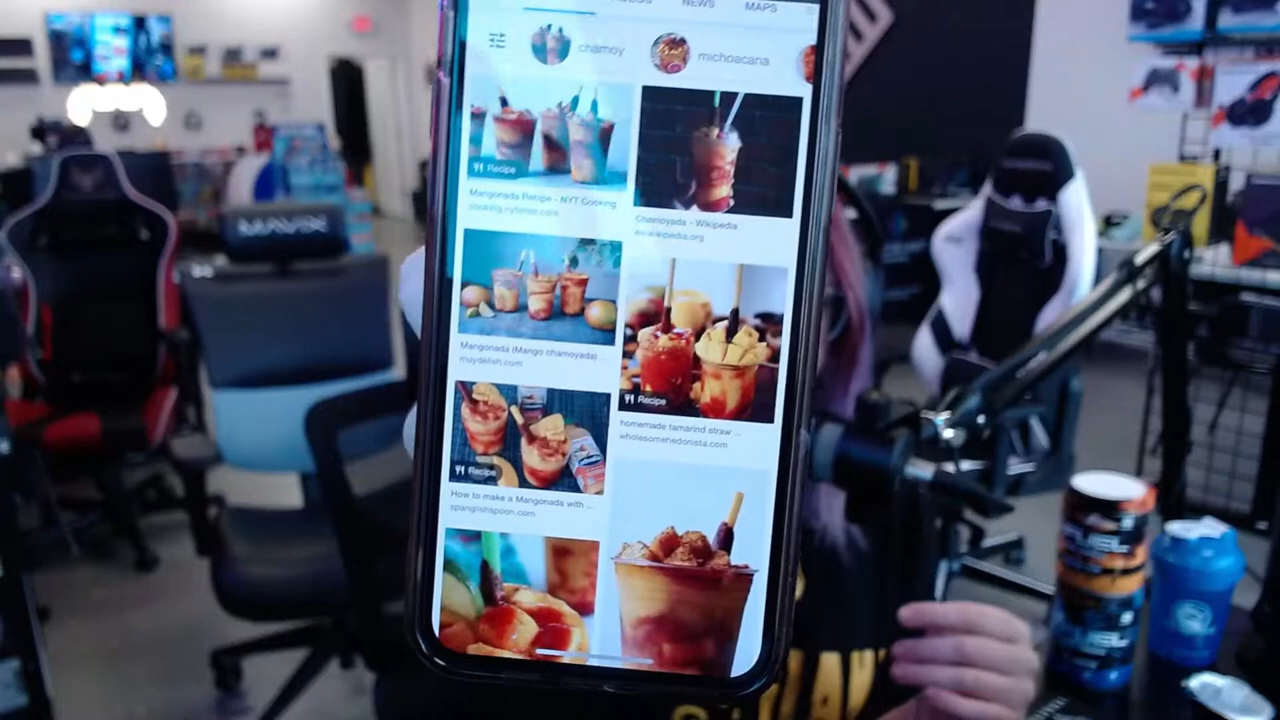 NEWS
MAPS
chamoy
michoacana
Recipe
Mangonada Recipe - NYT Cooking
cooking.nytimes.com
Chamoyada - Wikipedia
en.wikipedia.org
Mangonada (Mango chamoyada) ...
muydelish.com
Recipe
homemade tamarind straw ...
wholesomehedonista.com
Recipe
How to make a Mangonada with ...
spanglishspoon.com
MAVIX
FUEL
FUEL